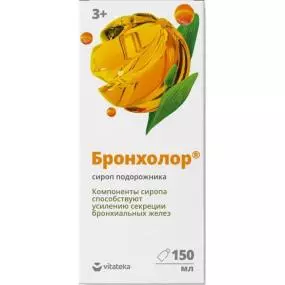 3+
Бронхолор®
сироп подорожника
Компоненты сиропа
способствуют
усилению секреции
бронхиальных желез
vitateka
150
мл